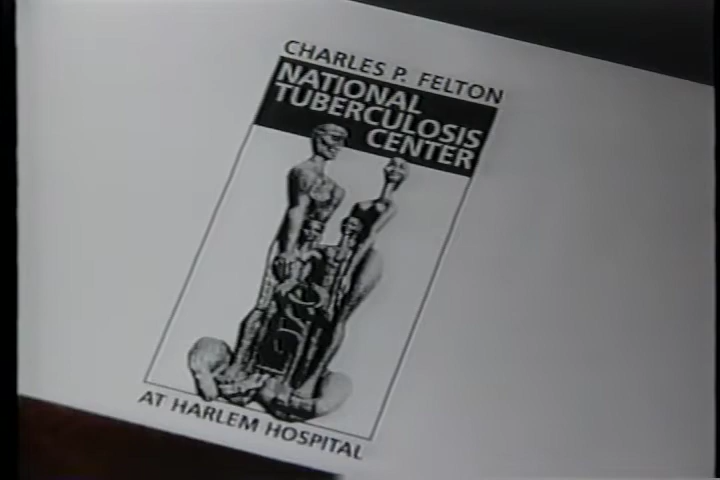 CHARLES P. FELTON
NATIONAL
TUBERCULOSIS
CENTER
AT HARLEM HOSPITAL